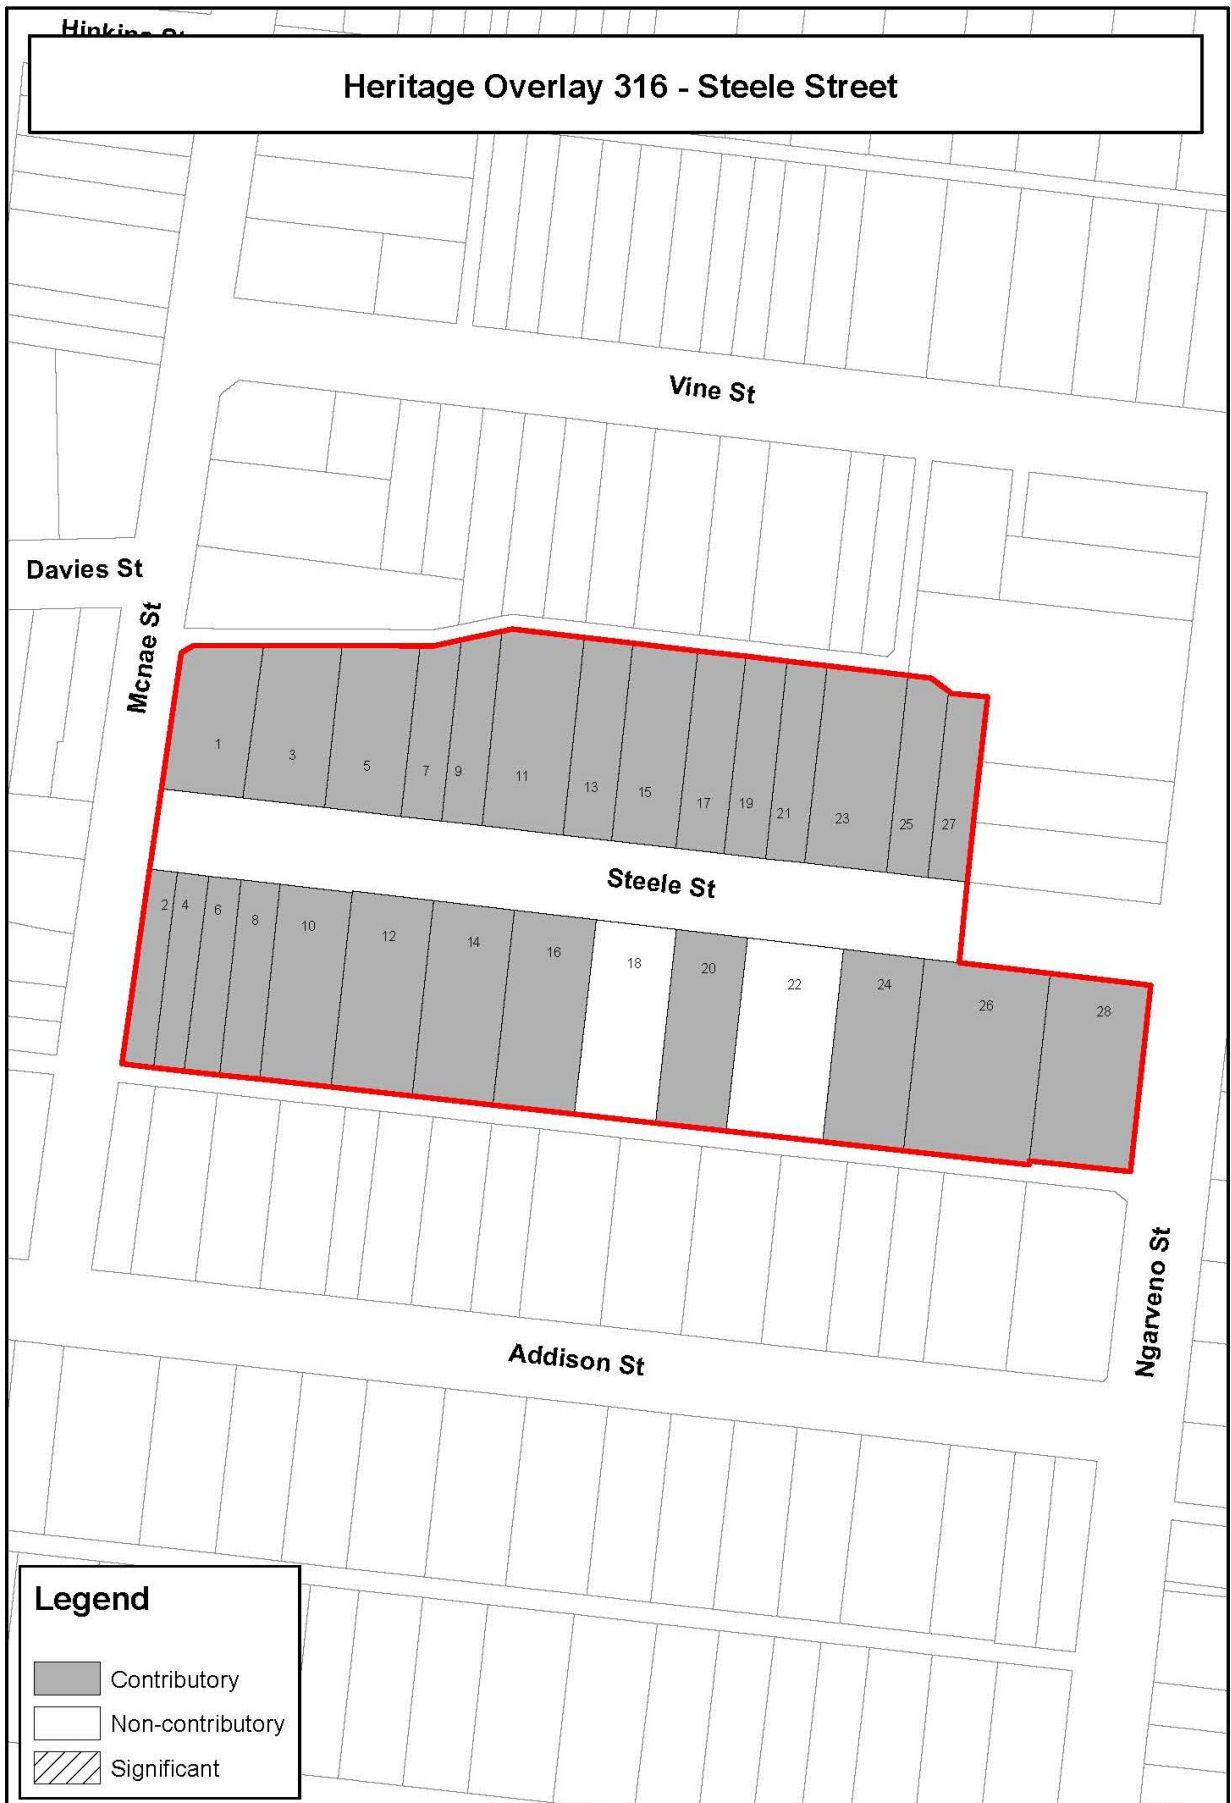 Heritage Overlay 316 - Steele Street
Vine St
Davies St
Mcnae St
1 3 5 7 9 11 13 15 17 19 21 23 25 27
Steele St
2 4 6 8 10 12 14 16 18 20 22 24 26 28
Ngarveno St
Addison St
Legend
Contributory
Non-contributory
Significant